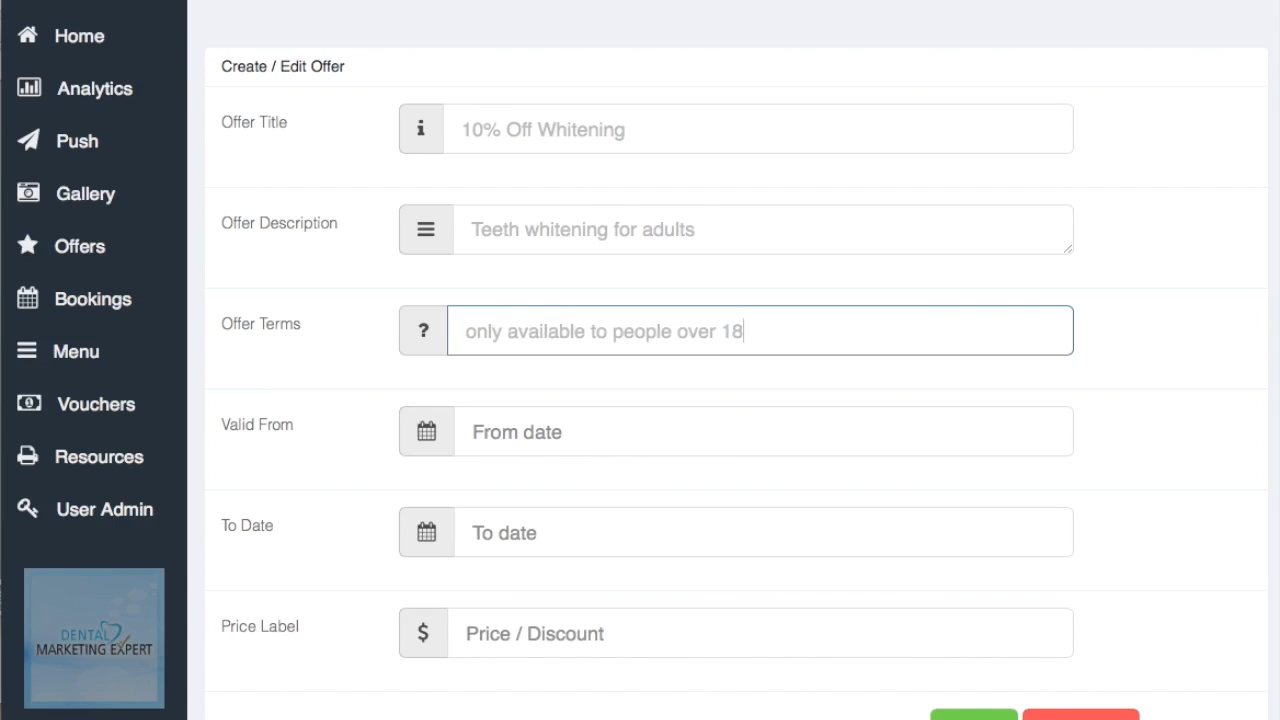 Home
Analytics
Push
Gallery
Offers
Bookings
Menu
Vouchers
Resources
User Admin
DENTAL
MARKETING EXPERT
Create / Edit Offer
Offer Title
10% Off Whitening
Offer Description
Teeth whitening for adults
Offer Terms
? only available to people over 18
Valid From
From date
To Date
To date
Price Label
$ Price / Discount